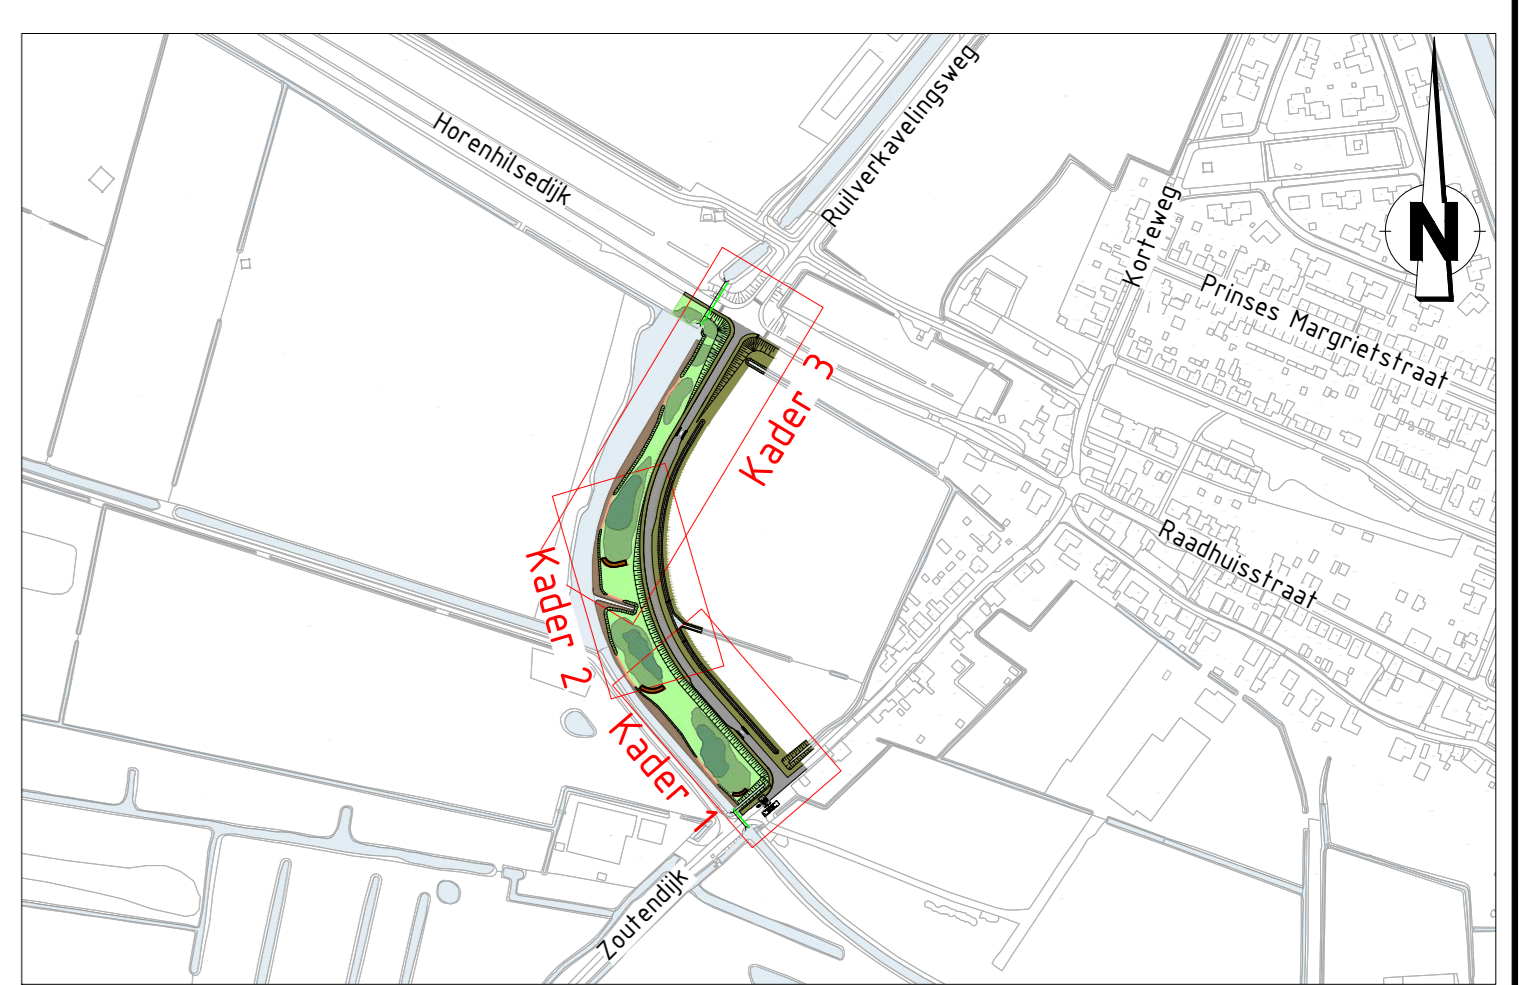 Horenhilsedijk
Ruilverkavelingsweg
Korteweg
N
Prinses Margrietstraat
Kader 3
Raadhuisstraat
Kader 2
Kader 1
Zoutendijk